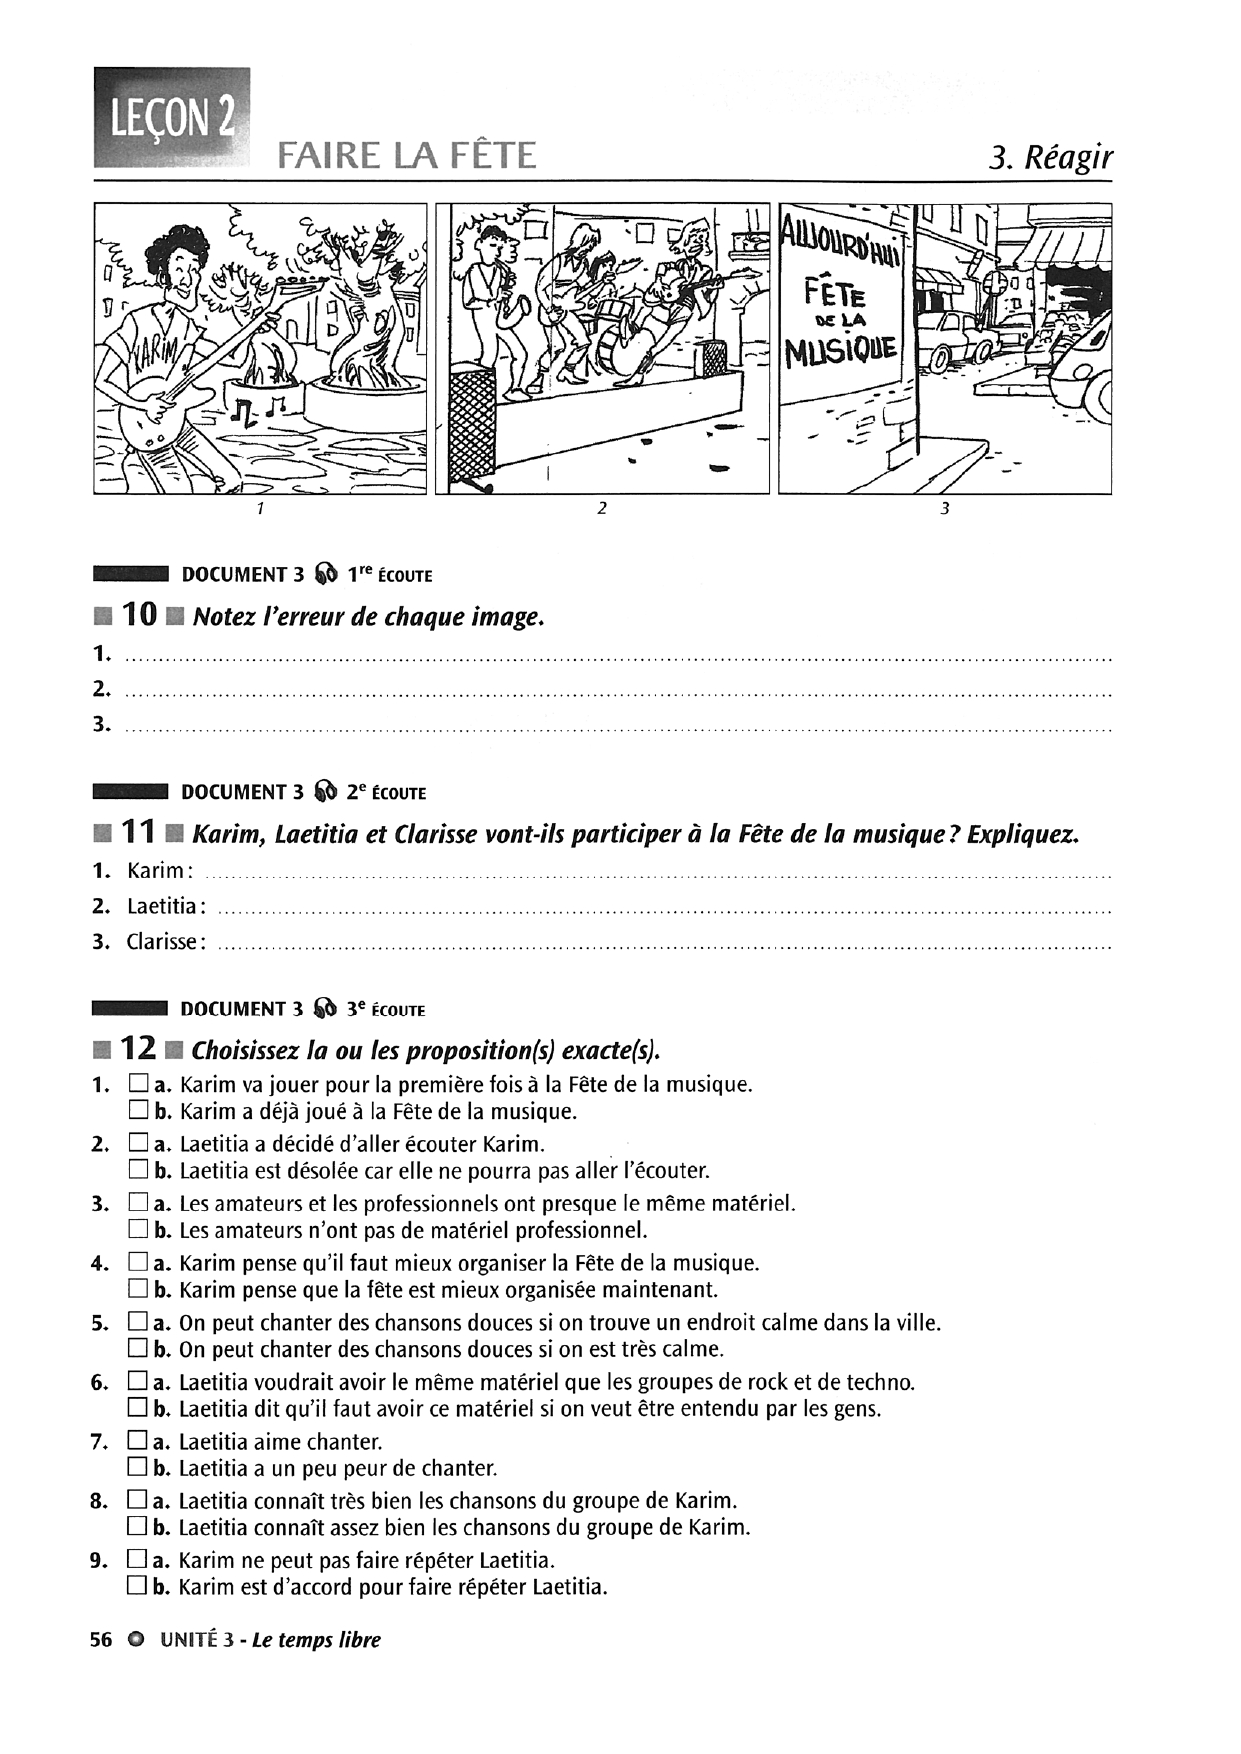 LEÇON 2
FAIRE LA FÊTE
3. Réagir
KARIM
AUJOURD'HUI
FÊTE
DE LA
MUSIQUE
1
2
3
DOCUMENT 3 1re ÉCOUTE
10 Notez l'erreur de chaque image.
1.
2.
3.
DOCUMENT 3 2e ÉCOUTE
11 Karim, Laetitia et Clarisse vont-ils participer à la Fête de la musique ? Expliquez.
1. Karim :
2. Laetitia :
3. Clarisse :
DOCUMENT 3 3e ÉCOUTE
12 Choisissez la ou les proposition(s) exacte(s).
1. a. Karim va jouer pour la première fois à la Fête de la musique.
b. Karim a déjà joué à la Fête de la musique.
2. a. Laetitia a décidé d'aller écouter Karim.
b. Laetitia est désolée car elle ne pourra pas aller l'écouter.
3. a. Les amateurs et les professionnels ont presque le même matériel.
b. Les amateurs n'ont pas de matériel professionnel.
4. a. Karim pense qu'il faut mieux organiser la Fête de la musique.
b. Karim pense que la fête est mieux organisée maintenant.
5. a. On peut chanter des chansons douces si on trouve un endroit calme dans la ville.
b. On peut chanter des chansons douces si on est très calme.
6. a. Laetitia voudrait avoir le même matériel que les groupes de rock et de techno.
b. Laetitia dit qu'il faut avoir ce matériel si on veut être entendu par les gens.
7. a. Laetitia aime chanter.
b. Laetitia a un peu peur de chanter.
8. a. Laetitia connaît très bien les chansons du groupe de Karim.
b. Laetitia connaît assez bien les chansons du groupe de Karim.
9. a. Karim ne peut pas faire répéter Laetitia.
b. Karim est d'accord pour faire répéter Laetitia.
56 UNITÉ 3 - Le temps libre